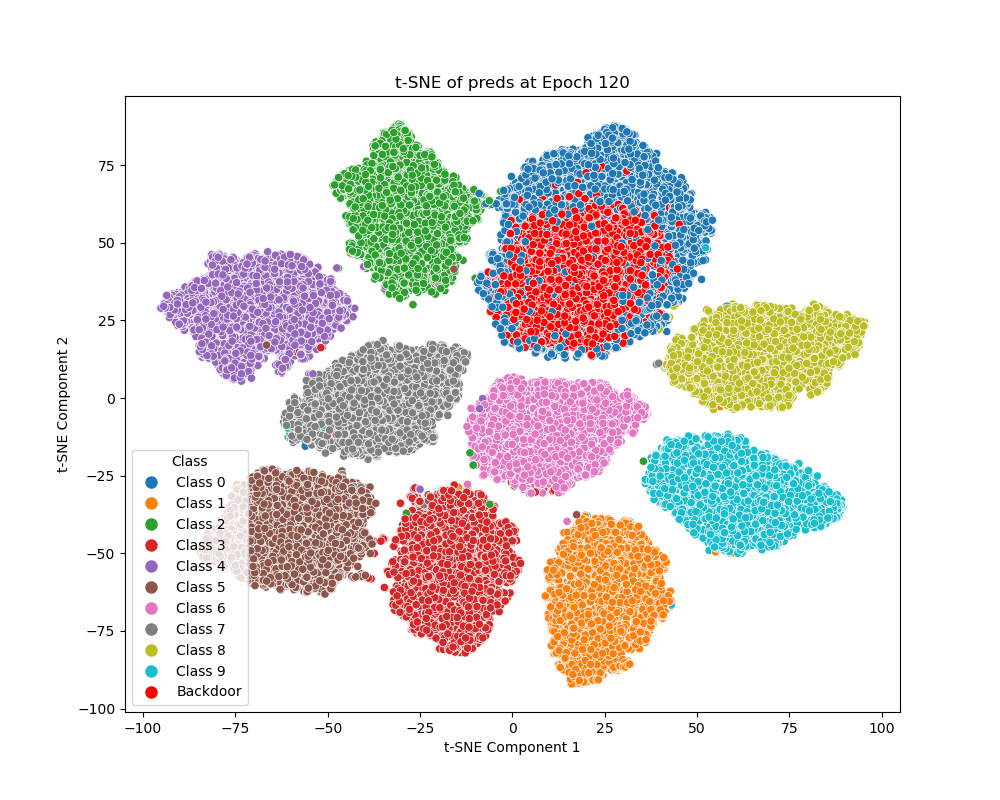 t-SNE of preds at Epoch 120
75
50
25
0
−25
−50
−75
−100
t-SNE Component 2
Class
Class 0
Class 1
Class 2
Class 3
Class 4
Class 5
Class 6
Class 7
Class 8
Class 9
Backdoor
−100 −75 −50 −25 0 25 50 75 100
t-SNE Component 1